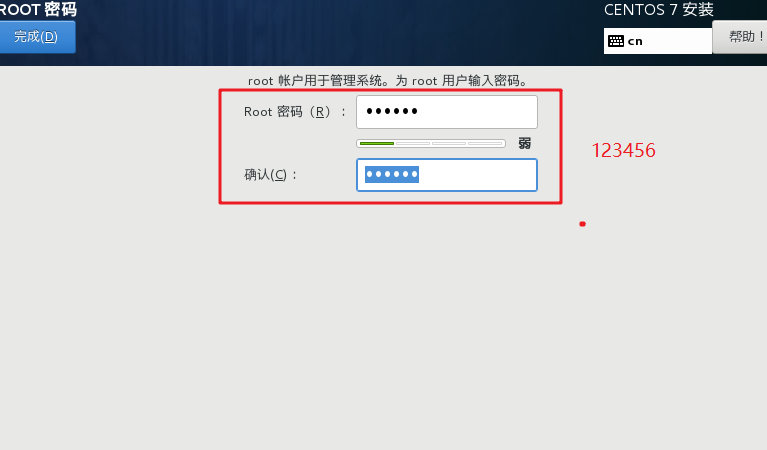 ROOT 密码
CENTOS 7 安装
完成(D)
cn
帮助！
root 帐户用于管理系统。为 root 用户输入密码。
Root 密码（R）：
••••••
弱
123456
确认(C)：
••••••